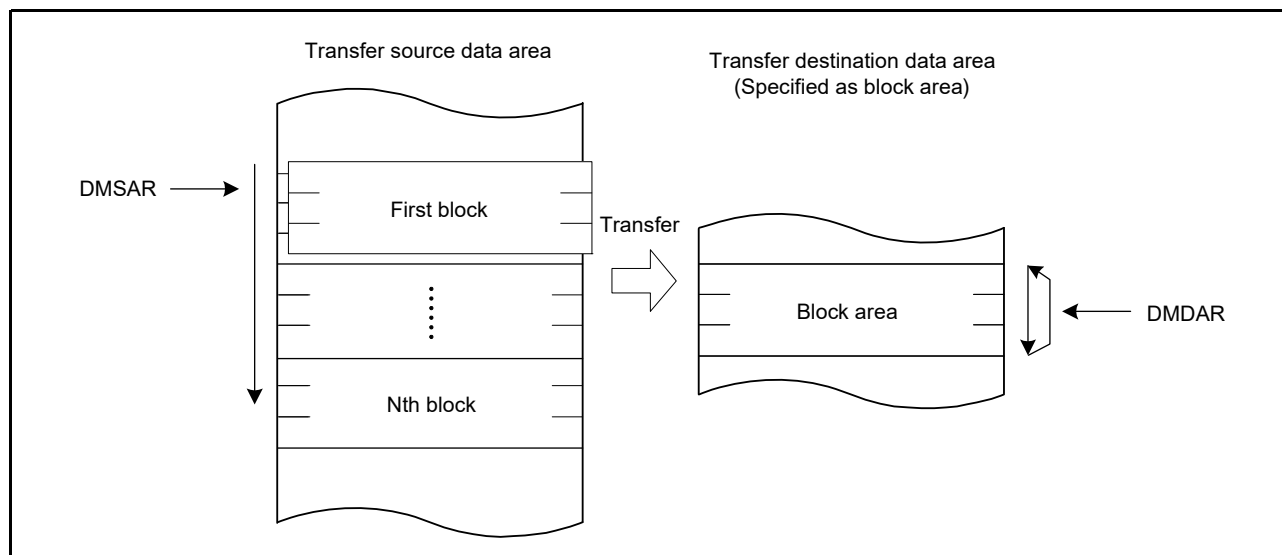 Transfer source data area
Transfer destination data area
(Specified as block area)
DMSAR
First block
Transfer
Block area
DMDAR
Nth block